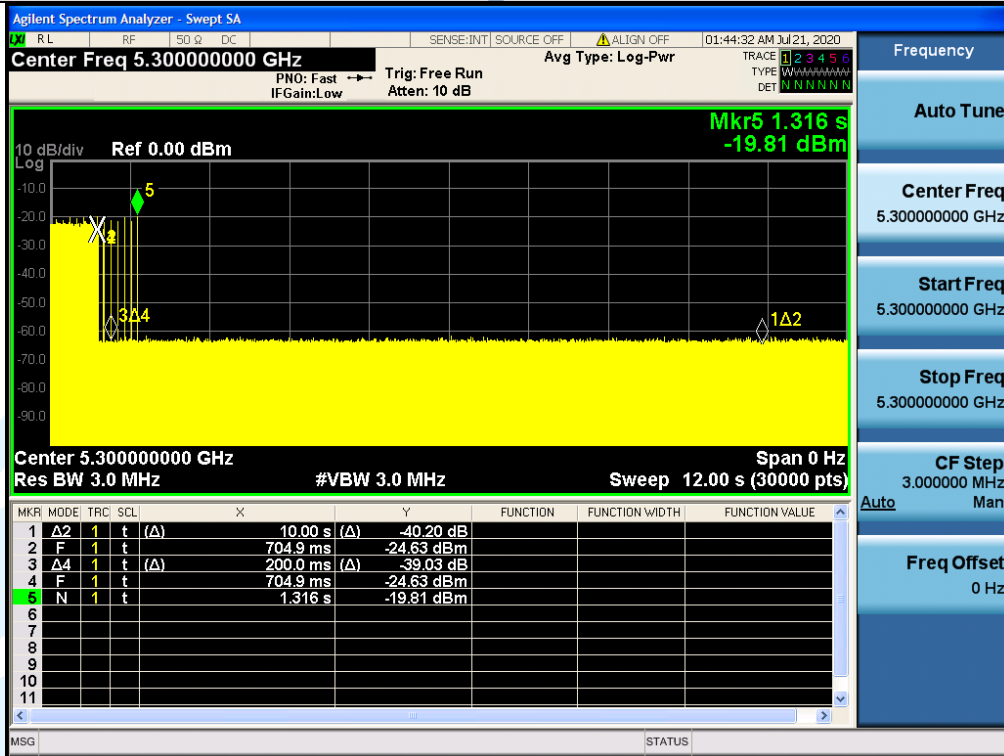 Agilent Spectrum Analyzer - Swept SA
LXI RL RF 50 Ω DC SENSE:INT SOURCE OFF ALIGN OFF 01:44:32 AM Jul 21, 2020
Center Freq 5.300000000 GHz
PNO: Fast
IFGain:Low
Trig: Free Run
Atten: 10 dB
Avg Type: Log-Pwr
TRACE 1 2 3 4 5 6
TYPE WWWWWW
DET N N N N N N
Mkr5 1.316 s
-19.81 dBm
10 dB/div Ref 0.00 dBm
Log
-10.0
-20.0
-30.0
-40.0
-50.0
-60.0
-70.0
-80.0
-90.0
5
2
3Δ4
1Δ2
Center 5.300000000 GHz Span 0 Hz
Res BW 3.0 MHz #VBW 3.0 MHz Sweep 12.00 s (30000 pts)
MKR MODE TRC SCL X Y FUNCTION FUNCTION WIDTH FUNCTION VALUE
1 Δ2 1 t (Δ) 10.00 s (Δ) -40.20 dB
2 F 1 t 704.9 ms -24.63 dBm
3 Δ4 1 t (Δ) 200.0 ms (Δ) -39.03 dB
4 F 1 t 704.9 ms -24.63 dBm
5 N 1 t 1.316 s -19.81 dBm
6
7
8
9
10
11
MSG STATUS
Frequency
Auto Tune
Center Freq
5.300000000 GHz
Start Freq
5.300000000 GHz
Stop Freq
5.300000000 GHz
CF Step
3.000000 MHz
Auto Man
Freq Offset
0 Hz